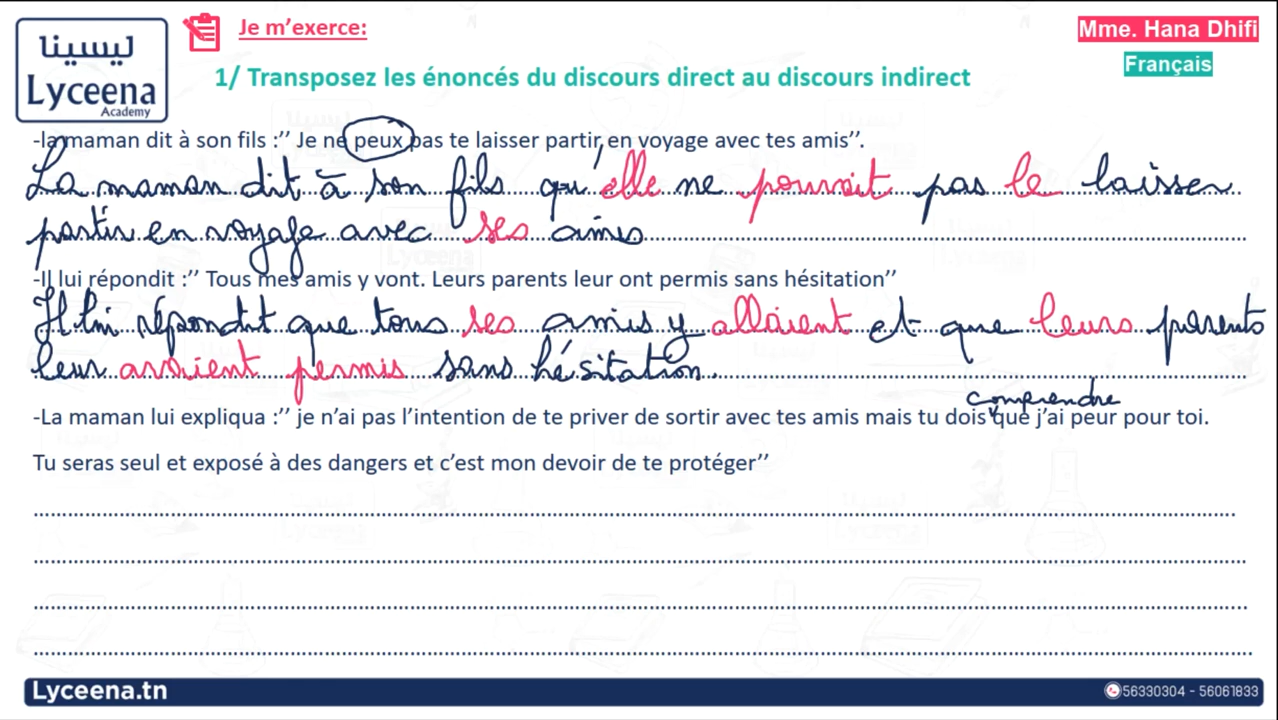 ليسينا
Lyceena
Academy
Je m’exerce:
Mme. Hana Dhifi
Français
1/ Transposez les énoncés du discours direct au discours indirect
-la maman dit à son fils :’’ Je ne peux pas te laisser partir en voyage avec tes amis’’.
La maman dit à son fils qu'elle ne pouvait pas le laisser
partir en voyage avec ses amis
-Il lui répondit :’’ Tous mes amis y vont. Leurs parents leur ont permis sans hésitation’’
Il lui répondit que tous ses amis y allaient et que leurs parents
leur avaient permis sans hésitation.
comprendre
-La maman lui expliqua :’’ je n’ai pas l’intention de te priver de sortir avec tes amis mais tu dois que j’ai peur pour toi.
Tu seras seul et exposé à des dangers et c’est mon devoir de te protéger’’
Lyceena.tn
56330304 - 56061833